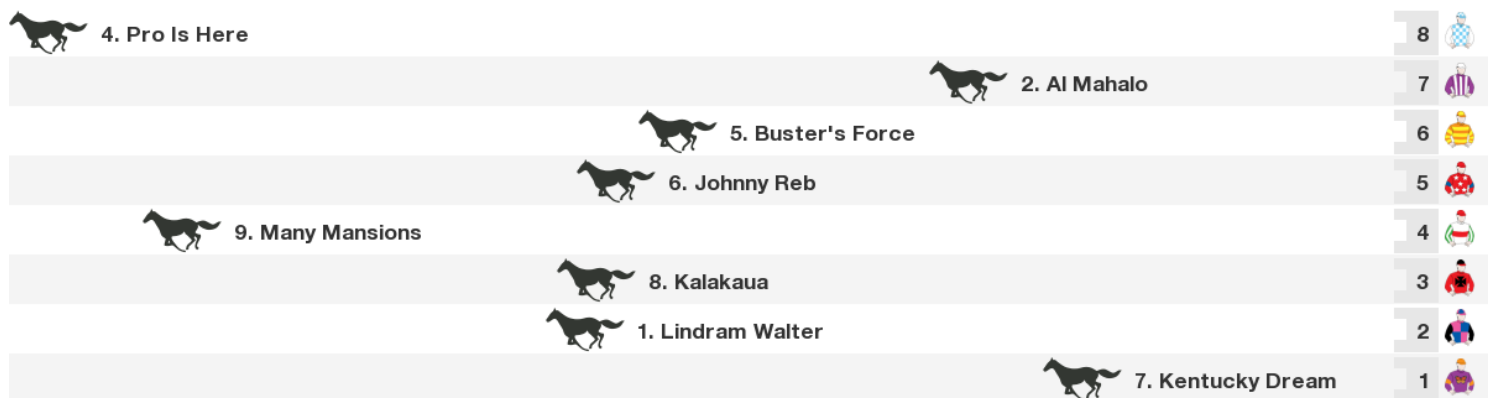 4. Pro Is Here 8
2. Al Mahalo 7
5. Buster's Force 6
6. Johnny Reb 5
9. Many Mansions 4
8. Kalakaua 3
1. Lindram Walter 2
7. Kentucky Dream 1